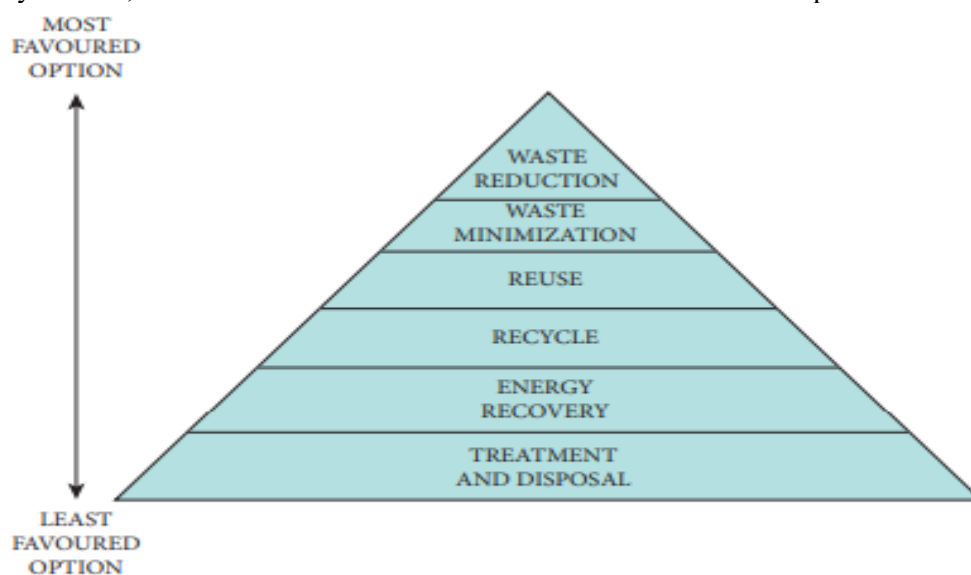 MOST
FAVOURED
OPTION
WASTE
REDUCTION
WASTE
MINIMIZATION
REUSE
RECYCLE
ENERGY
RECOVERY
TREATMENT
AND DISPOSAL
LEAST
FAVOURED
OPTION